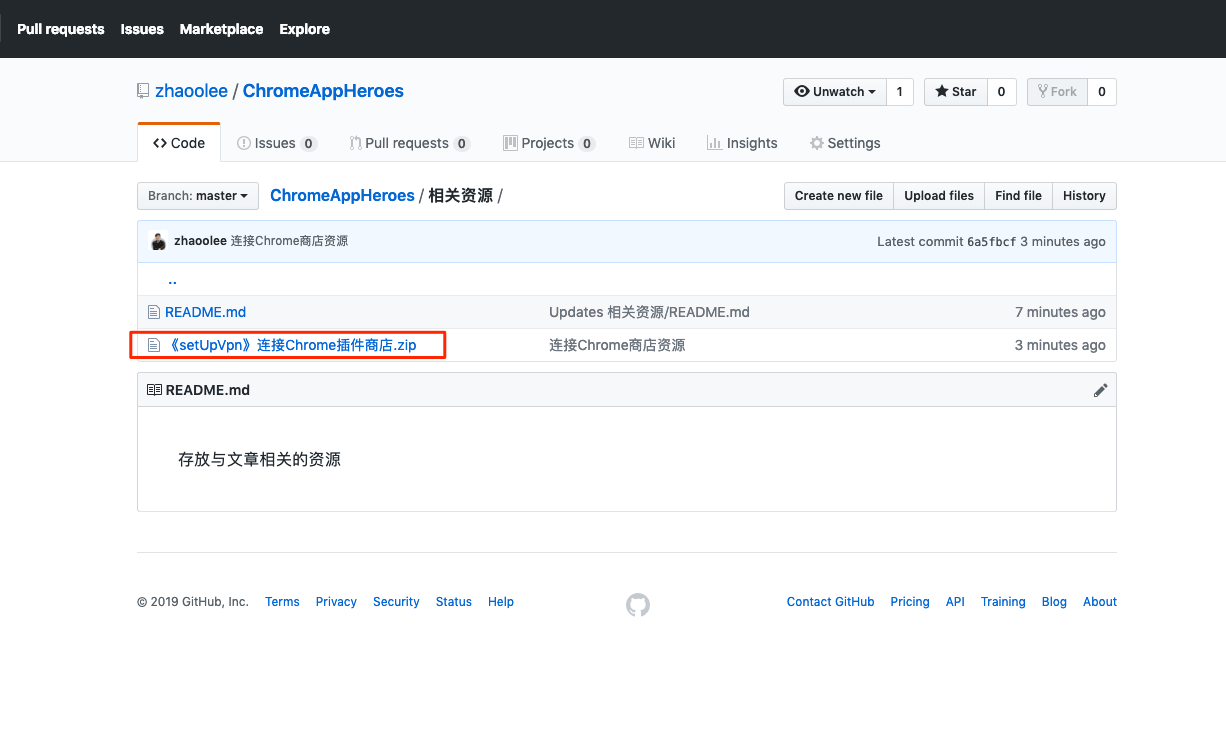 Pull requests Issues Marketplace Explore
zhaoolee / ChromeAppHeroes Unwatch 1 Star 0 Fork 0
Code Issues 0 Pull requests 0 Projects 0 Wiki Insights Settings
Branch: master ChromeAppHeroes / 相关资源 / Create new file Upload files Find file History
zhaoolee 连接Chrome商店资源 Latest commit 6a5fbcf 3 minutes ago
..
README.md Updates 相关资源/README.md 7 minutes ago
《setUpVpn》连接Chrome插件商店.zip 连接Chrome商店资源 3 minutes ago
README.md
存放与文章相关的资源
© 2019 GitHub, Inc. Terms Privacy Security Status Help Contact GitHub Pricing API Training Blog About